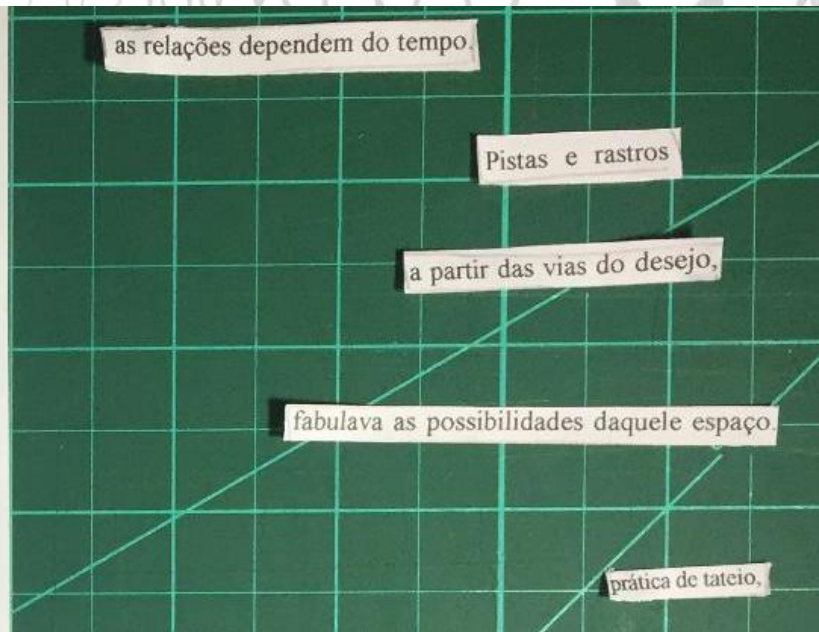 as relações dependem do tempo.
Pistas e rastros
a partir das vias do desejo,
fabulava as possibilidades daquele espaço.
prática de tateio,